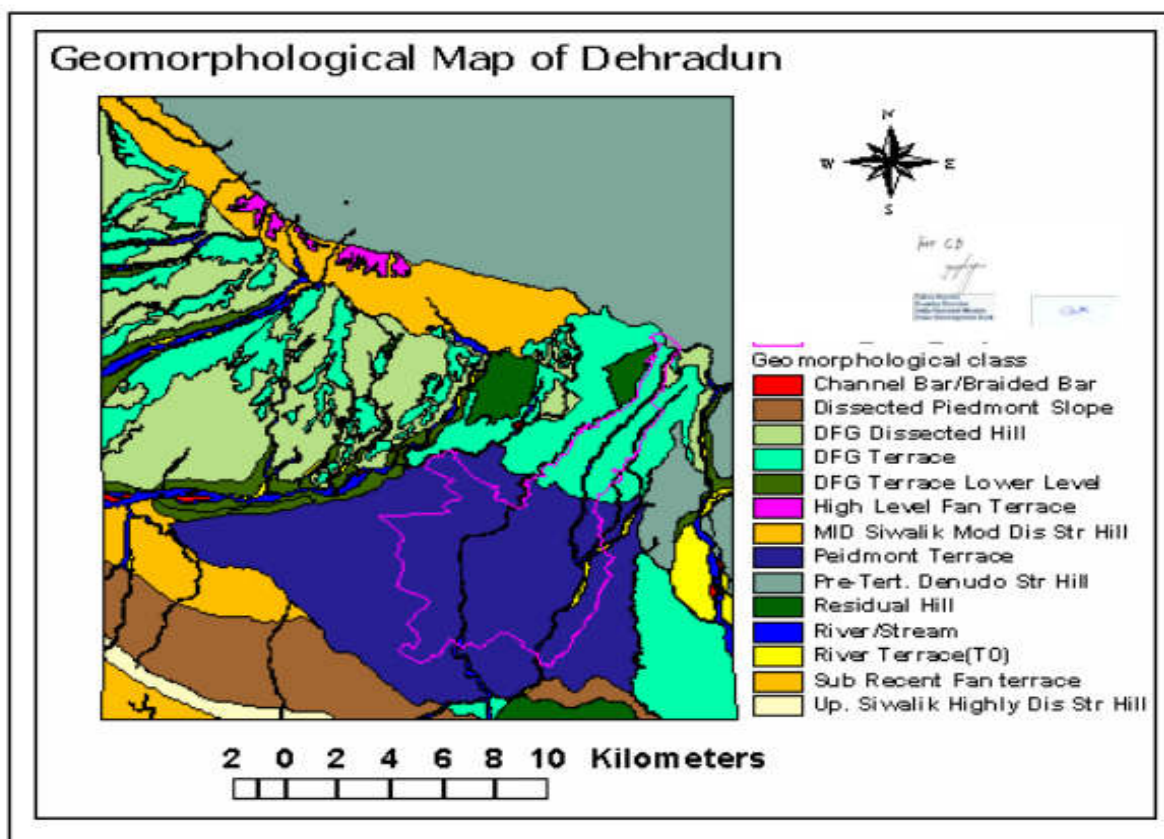 Geomorphological Map of Dehradun
N
W E
S
Geomorphological class
Channel Bar/Braided Bar
Dissected Piedmont Slope
DFG Dissected Hill
DFG Terrace
DFG Terrace Lower Level
High Level Fan Terrace
MID Siwalik Mod Dis Str Hill
Peidmont Terrace
Pre-Tert. Denudo Str Hill
Residual Hill
River/Stream
River Terrace(T0)
Sub Recent Fan terrace
Up. Siwalik Highly Dis Str Hill
2 0 2 4 6 8 10 Kilometers